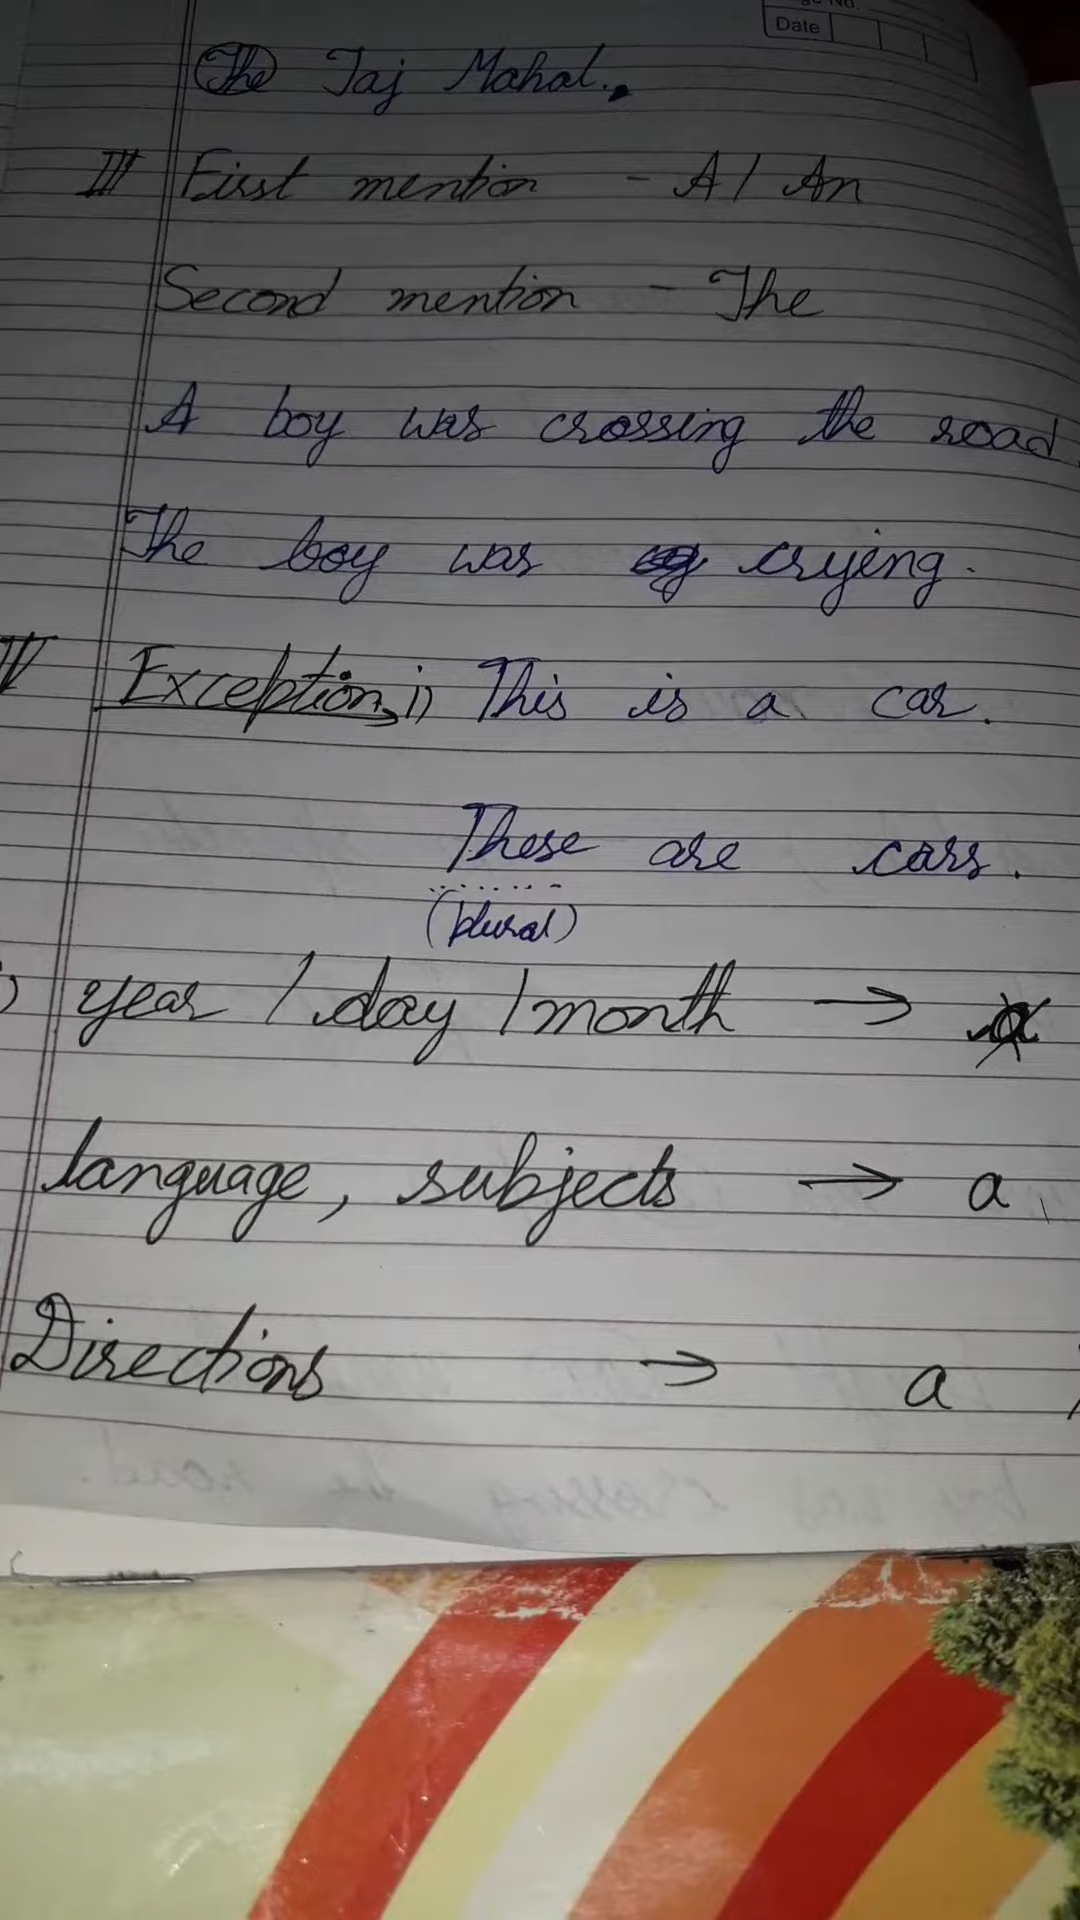 Date
The Taj Mahal.
III First mention - A/ An
Second mention - The
A boy was crossing the road
The boy was crying.
IV Exceptions i) This is a car.
These are cars.
(plural)
) year / day / month →
language, subjects → a
Directions → a